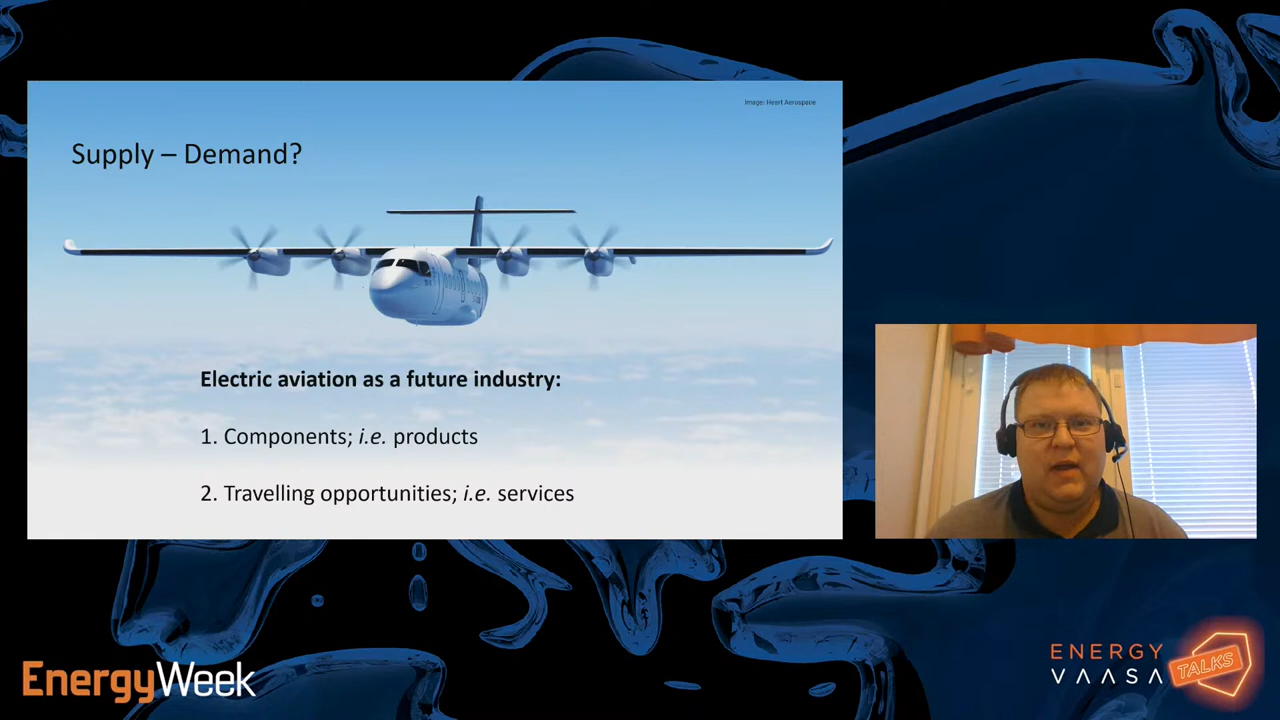 Image: Heart Aerospace
Supply – Demand?
Electric aviation as a future industry:
1. Components; i.e. products
2. Travelling opportunities; i.e. services
EnergyWeek
ENERGY
VAASA
TALKS